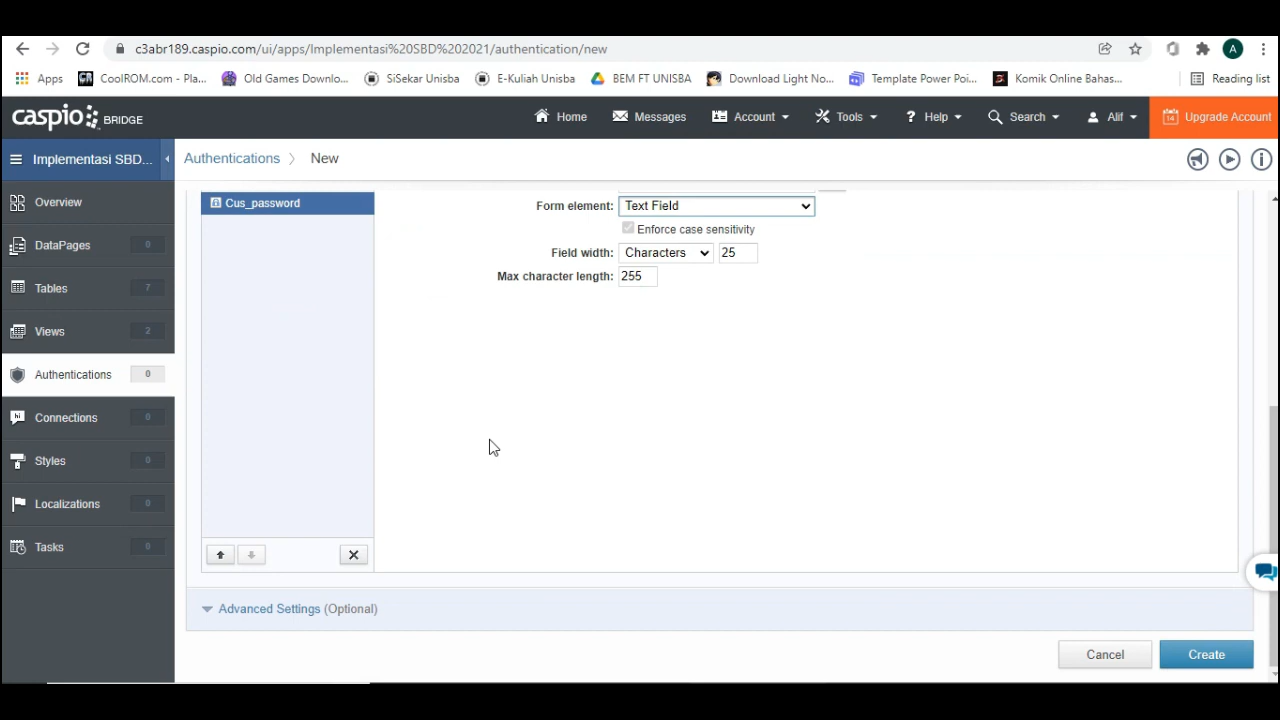 c3abr189.caspio.com/ui/apps/Implementasi%20SBD%202021/authentication/new
A
Apps
CoolROM.com - Pla...
Old Games Downlo...
SiSekar Unisba
E-Kuliah Unisba
BEM FT UNISBA
Download Light No...
Template Power Poi...
Komik Online Bahas...
Reading list
caspio BRIDGE
Home
Messages
Account
Tools
? Help
Search
Alif
14 Upgrade Account
Implementasi SBD...
Authentications
New
Overview
DataPages 0
Tables 7
Views 2
Authentications 0
Connections 0
Styles 0
Localizations 0
Tasks 0
Cus_password
Form element: Text Field
Enforce case sensitivity
Field width: Characters 25
Max character length: 255
Advanced Settings (Optional)
Cancel
Create